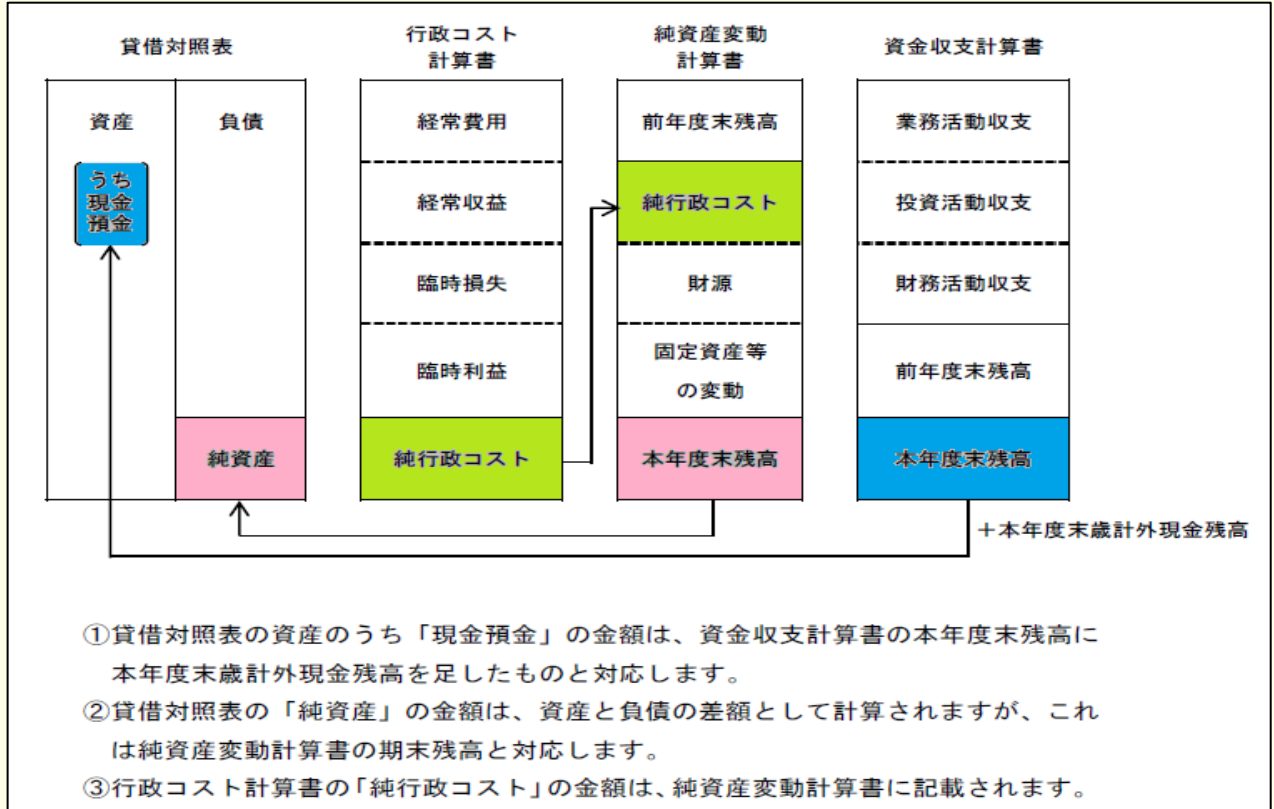 貸借対照表
行政コスト
計算書
純資産変動
計算書
資金収支計算書
資産
負債
経常費用
前年度末残高
業務活動収支
うち
現金
預金
経常収益
純行政コスト
投資活動収支
臨時損失
財源
財務活動収支
臨時利益
固定資産等
の変動
前年度末残高
純資産
純行政コスト
本年度末残高
本年度末残高
＋本年度末歳計外現金残高
①貸借対照表の資産のうち「現金預金」の金額は、資金収支計算書の本年度末残高に
本年度末歳計外現金残高を足したものと対応します。
②貸借対照表の「純資産」の金額は、資産と負債の差額として計算されますが、これ
は純資産変動計算書の期末残高と対応します。
③行政コスト計算書の「純行政コスト」の金額は、純資産変動計算書に記載されます。